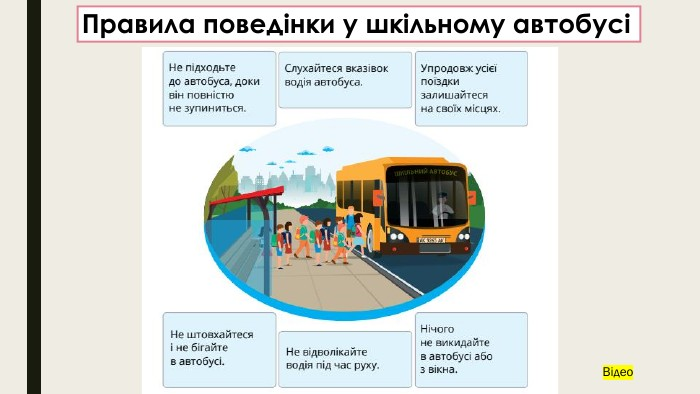 Правила поведінки у шкільному автобусі
Не підходьте
до автобуса, доки
він повністю
не зупиниться.
Слухайтеся вказівок
водія автобуса.
Упродовж усієї
поїздки
залишайтеся
на своїх місцях.
ШКІЛЬНИЙ АВТОБУС
Не штовхайтеся
і не бігайте
в автобусі.
Не відволікайте
водія під час руху.
Нічого
не викидайте
в автобусі або
з вікна.
Відео